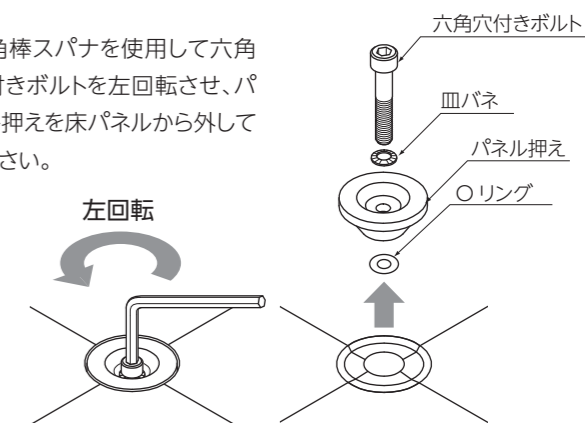 角棒スパナを使用して六角
付きボルトを左回転させ、パ
押えを床パネルから外して
さい。
左回転
六角穴付きボルト
皿バネ
パネル押え
Oリング